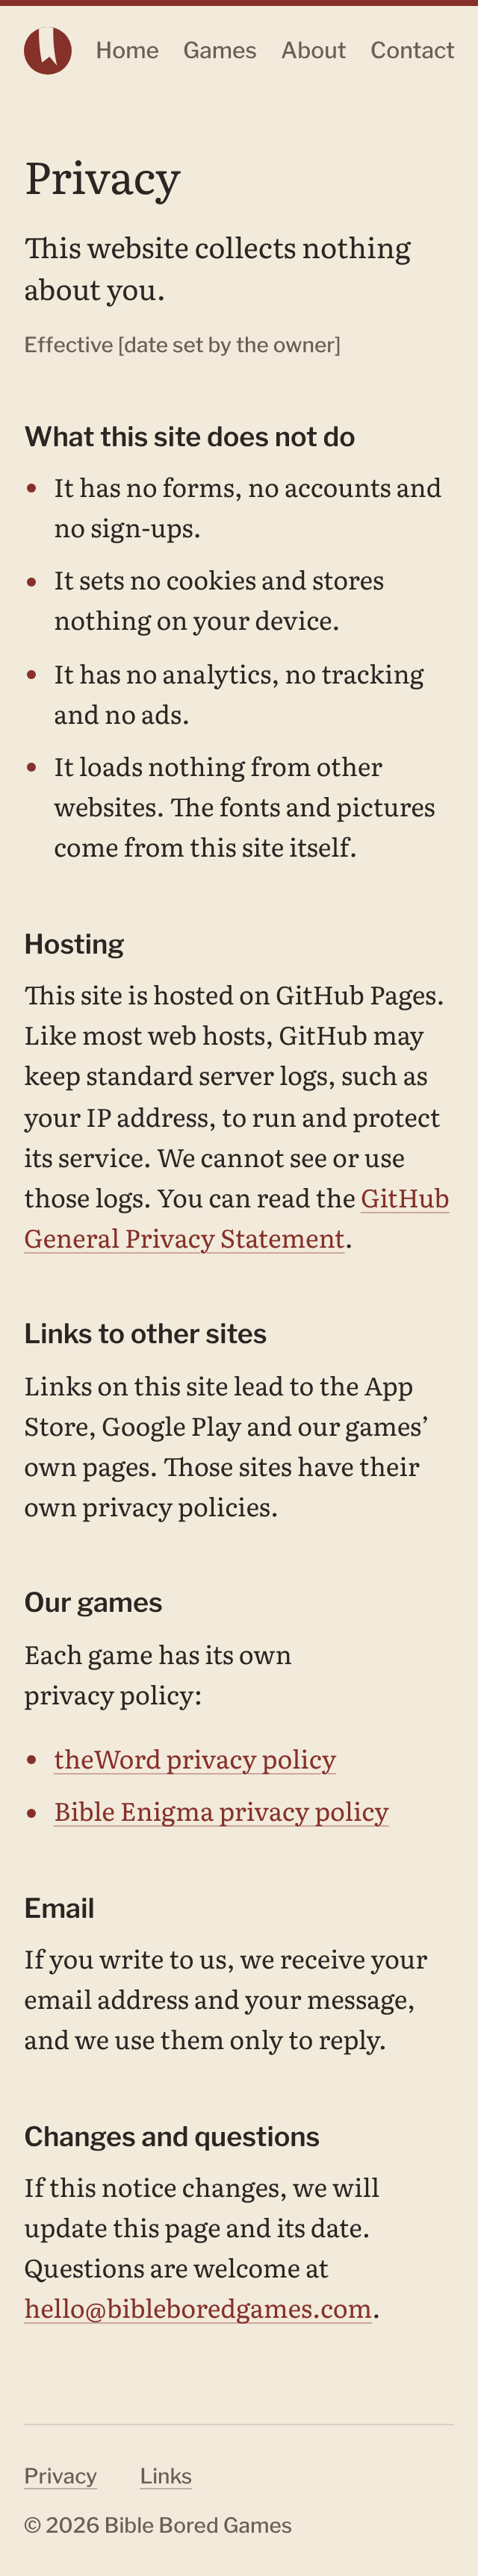 Home Games About Contact
Privacy
This website collects nothing
about you.
Effective [date set by the owner]
What this site does not do
• It has no forms, no accounts and
no sign-ups.
• It sets no cookies and stores
nothing on your device.
• It has no analytics, no tracking
and no ads.
• It loads nothing from other
websites. The fonts and pictures
come from this site itself.
Hosting
This site is hosted on GitHub Pages.
Like most web hosts, GitHub may
keep standard server logs, such as
your IP address, to run and protect
its service. We cannot see or use
those logs. You can read the GitHub
General Privacy Statement.
Links to other sites
Links on this site lead to the App
Store, Google Play and our games’
own pages. Those sites have their
own privacy policies.
Our games
Each game has its own
privacy policy:
• theWord privacy policy
• Bible Enigma privacy policy
Email
If you write to us, we receive your
email address and your message,
and we use them only to reply.
Changes and questions
If this notice changes, we will
update this page and its date.
Questions are welcome at
hello@bibleboredgames.com.
Privacy Links
© 2026 Bible Bored Games